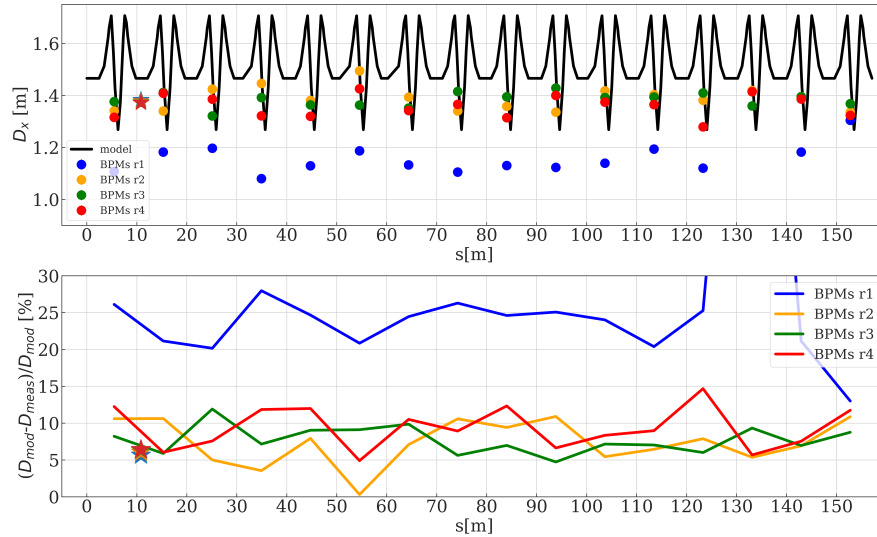 1.6
1.4
1.2
1.0
D_x [m]
model
BPMs r1
BPMs r2
BPMs r3
BPMs r4
0 10 20 30 40 50 60 70 80 90 100 110 120 130 140 150
s[m]
30
25
20
15
10
5
0
(D_mod-D_meas)/D_mod [%]
BPMs r1
BPMs r2
BPMs r3
BPMs r4
0 10 20 30 40 50 60 70 80 90 100 110 120 130 140 150
s[m]